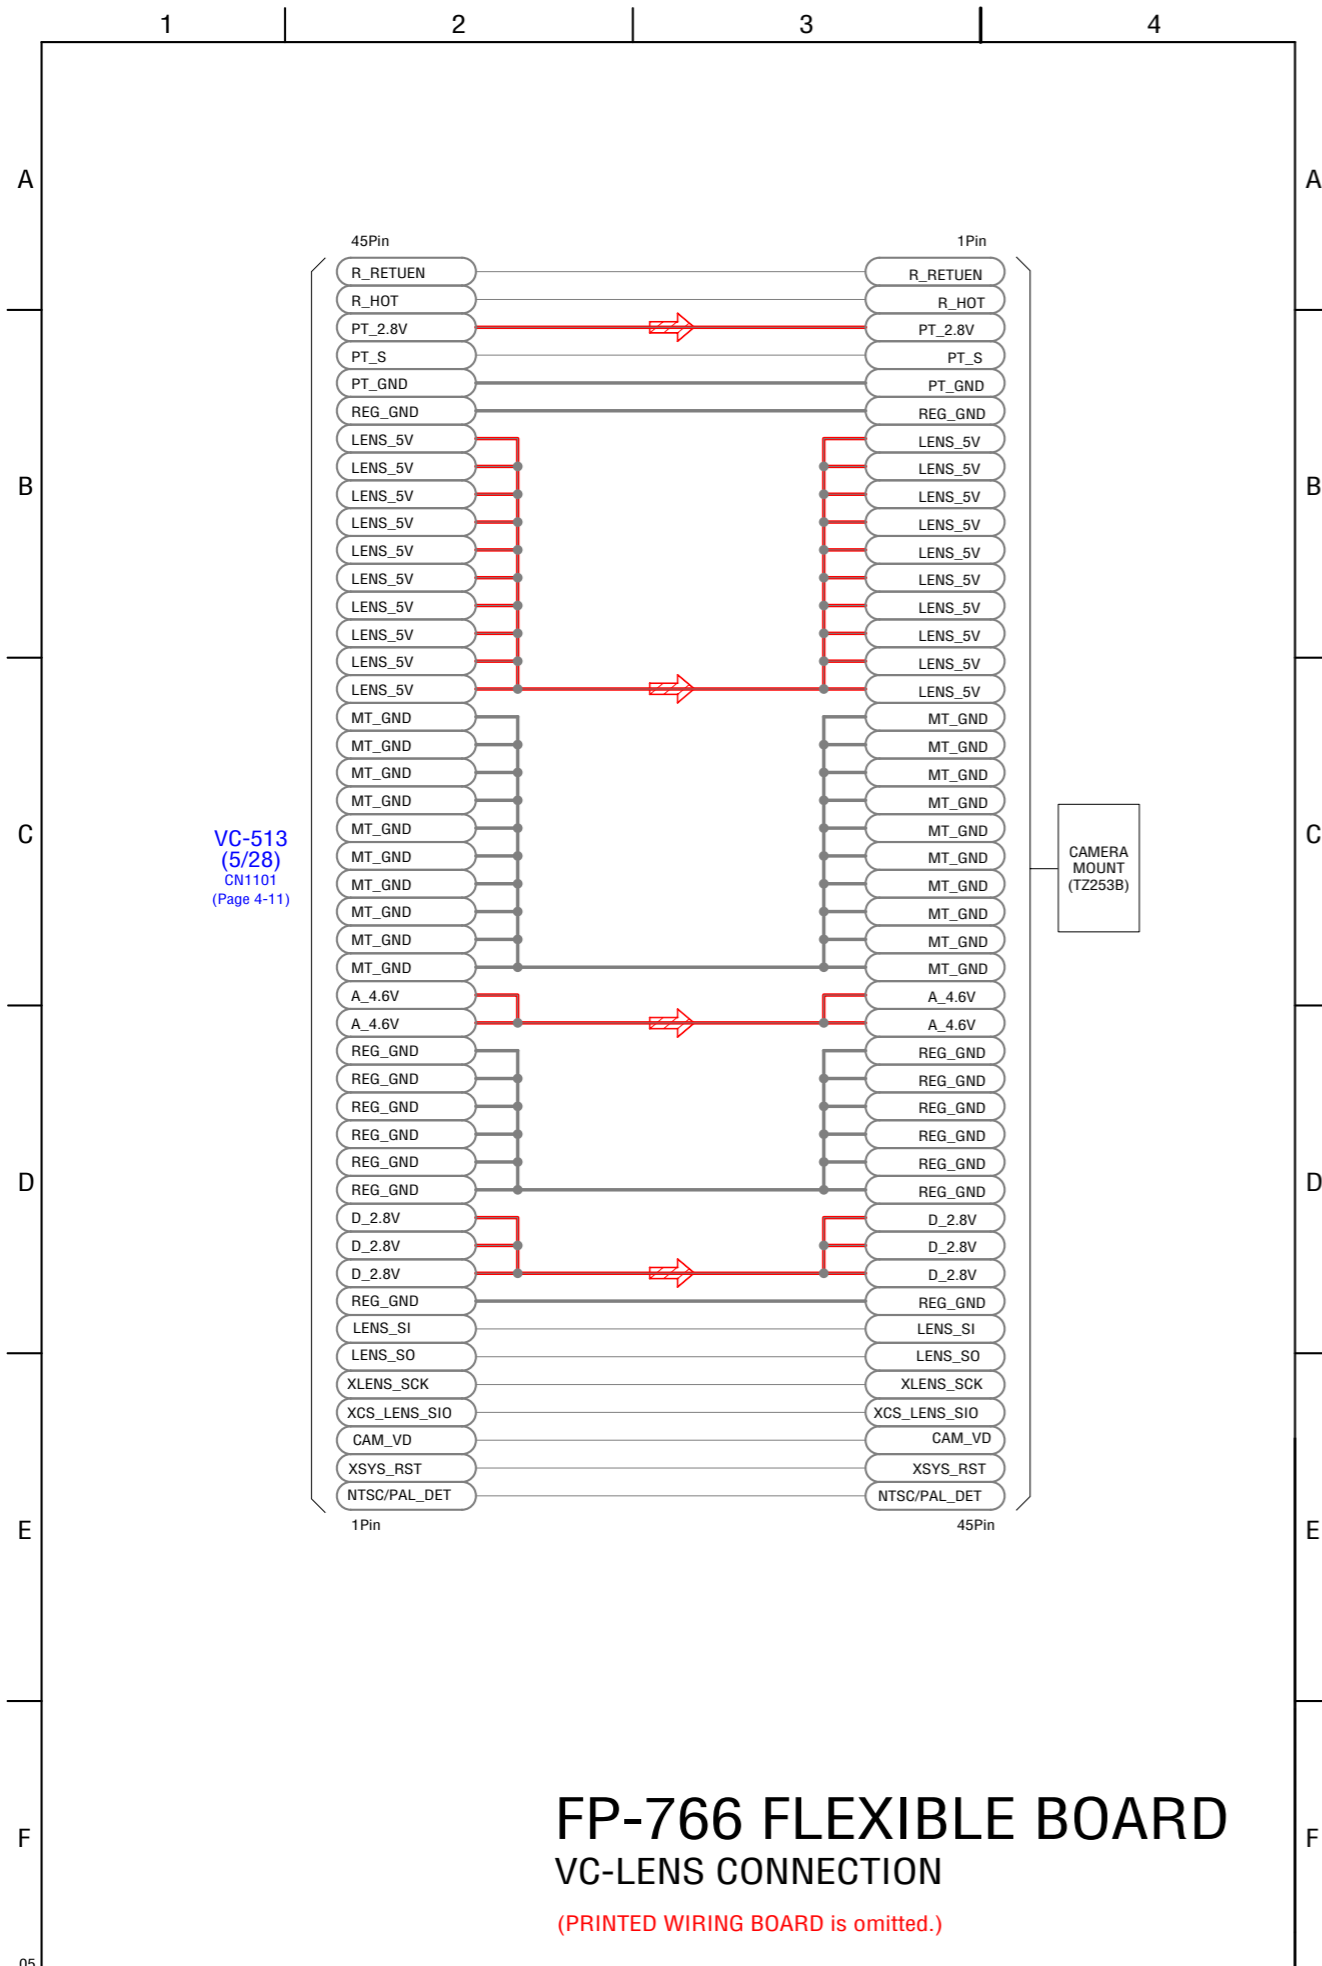 1 2 3 4
A A
45Pin 1Pin
R_RETUEN R_RETUEN
R_HOT R_HOT
PT_2.8V PT_2.8V
PT_S PT_S
PT_GND PT_GND
REG_GND REG_GND
LENS_5V LENS_5V
LENS_5V LENS_5V
B LENS_5V LENS_5V B
LENS_5V LENS_5V
LENS_5V LENS_5V
LENS_5V LENS_5V
LENS_5V LENS_5V
LENS_5V LENS_5V
LENS_5V LENS_5V
LENS_5V LENS_5V
MT_GND MT_GND
MT_GND MT_GND
MT_GND MT_GND
MT_GND MT_GND
C MT_GND MT_GND C
MT_GND MT_GND
MT_GND MT_GND
MT_GND MT_GND
MT_GND MT_GND
MT_GND MT_GND
VC-513
(5/28)
CN1101
(Page 4-11)
CAMERA
MOUNT
(TZ253B)
A_4.6V A_4.6V
A_4.6V A_4.6V
REG_GND REG_GND
REG_GND REG_GND
REG_GND REG_GND
REG_GND REG_GND
REG_GND REG_GND
D REG_GND REG_GND D
D_2.8V D_2.8V
D_2.8V D_2.8V
D_2.8V D_2.8V
REG_GND REG_GND
LENS_SI LENS_SI
LENS_SO LENS_SO
XLENS_SCK XLENS_SCK
XCS_LENS_SIO XCS_LENS_SIO
CAM_VD CAM_VD
XSYS_RST XSYS_RST
NTSC/PAL_DET NTSC/PAL_DET
1Pin 45Pin
E E
FP-766 FLEXIBLE BOARD
F F
VC-LENS CONNECTION
(PRINTED WIRING BOARD is omitted.)
05